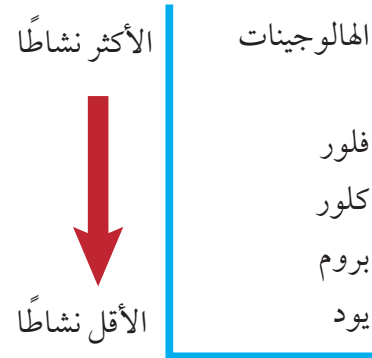 الهالوجينات
الأكثر نشاطًا
فلور
كلور
بروم
يود
الأقل نشاطًا